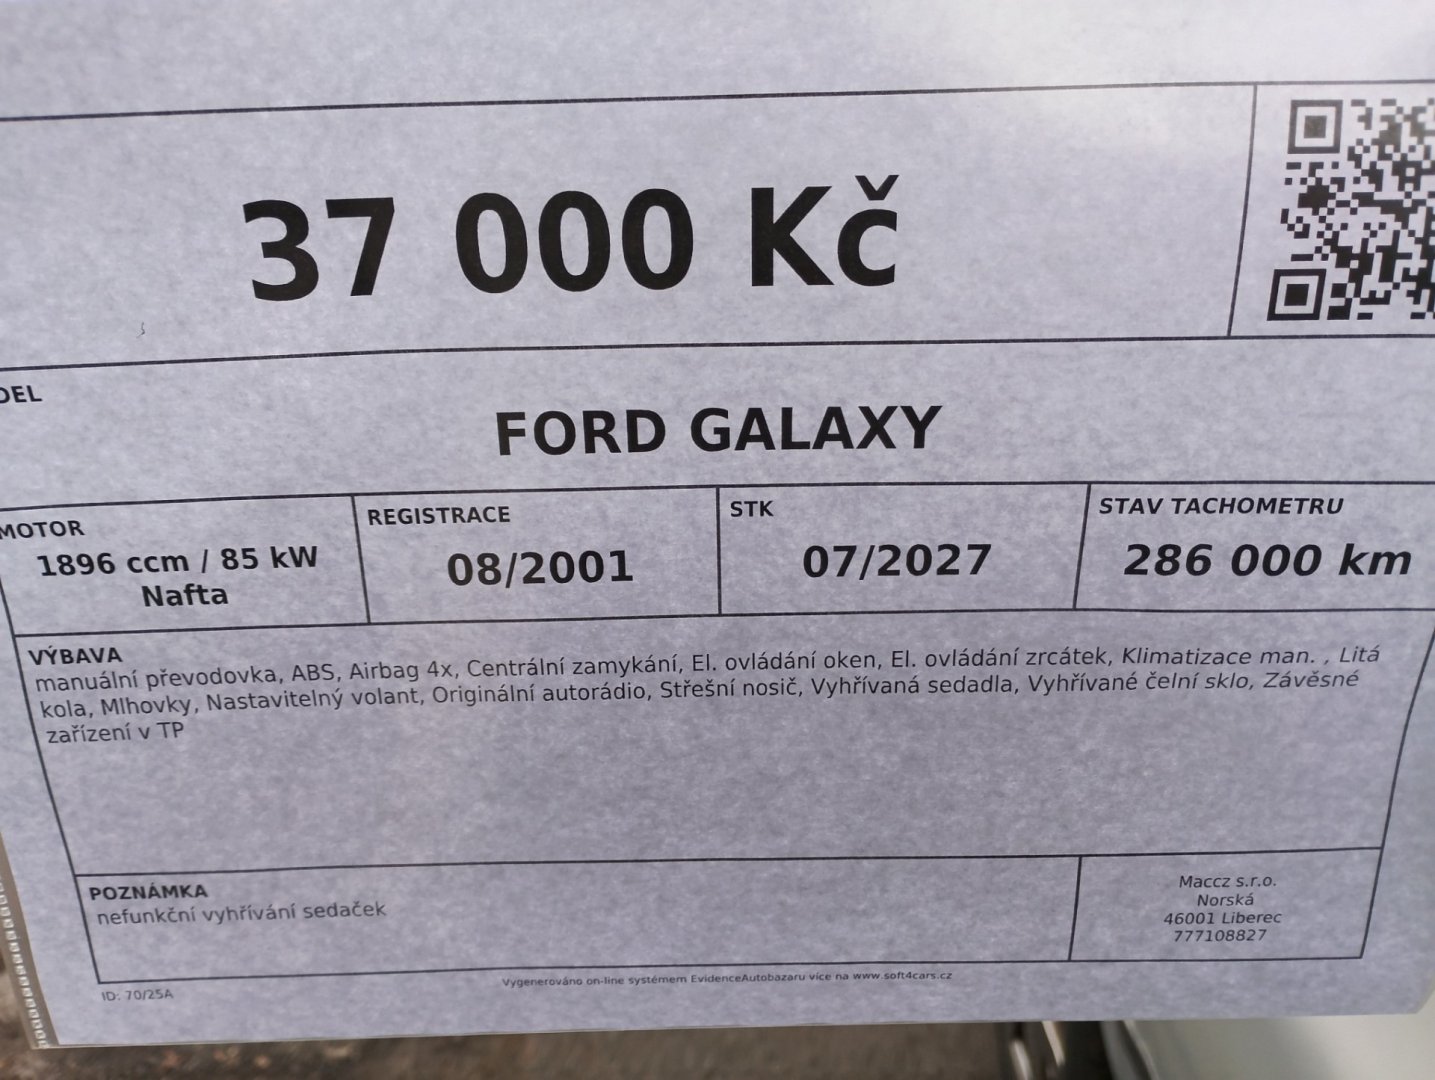 37 000 Kč
DEL
FORD GALAXY
MOTOR
1896 ccm / 85 kW
Nafta
REGISTRACE
08/2001
STK
07/2027
STAV TACHOMETRU
286 000 km
VÝBAVA
manuální převodovka, ABS, Airbag 4x, Centrální zamykání, El. ovládání oken, El. ovládání zrcátek, Klimatizace man. , Litá
kola, Mlhovky, Nastavitelný volant, Originální autorádio, Střešní nosič, Vyhřívaná sedadla, Vyhřívané čelní sklo, Závěsné
zařízení v TP
POZNÁMKA
nefunkční vyhřívání sedaček
Maccz s.r.o.
Norská
46001 Liberec
777108827
Vygenerováno on-line systémem EvidenceAutobazaru více na www.soft4cars.cz
ID: 70/25A